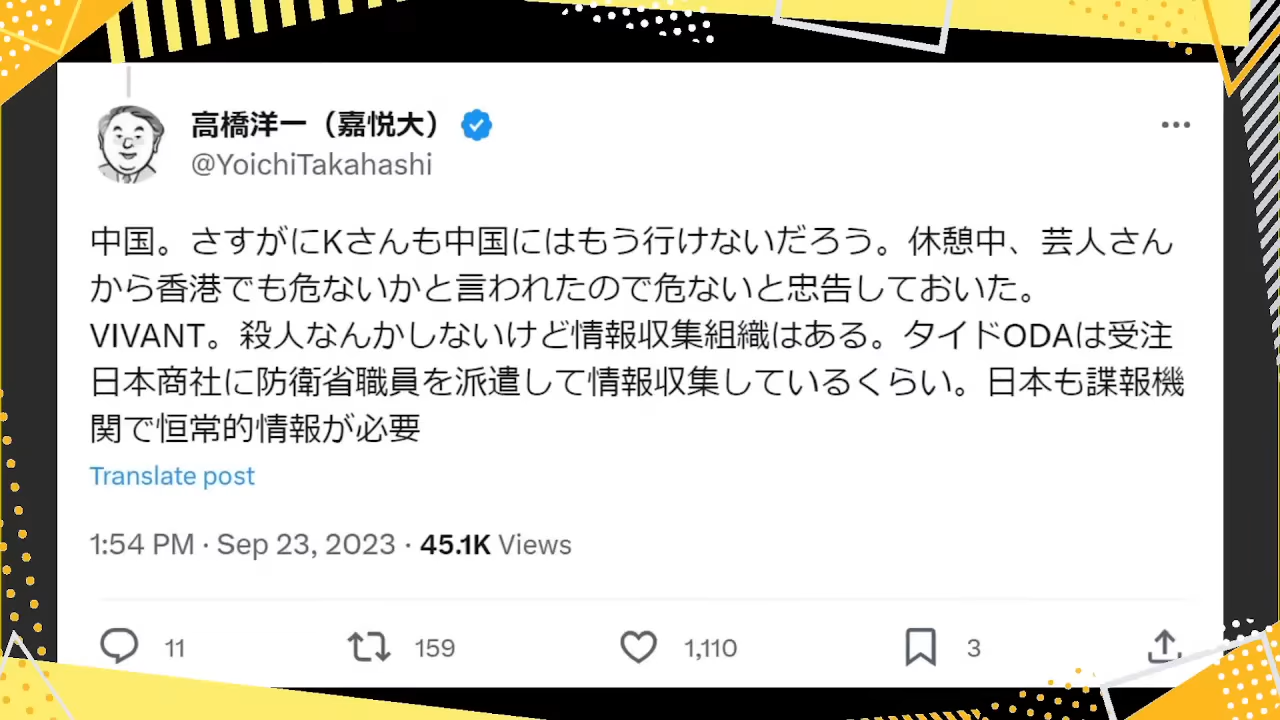 高橋洋一（嘉悦大）
@YoichiTakahashi
中国。さすがにKさんも中国にはもう行けないだろう。休憩中、芸人さん
から香港でも危ないかと言われたので危ないと忠告しておいた。
VIVANT。殺人なんかしないけど情報収集組織はある。タイドODAは受注
日本商社に防衛省職員を派遣して情報収集しているくらい。日本も諜報機
関で恒常的情報が必要
Translate post
1:54 PM · Sep 23, 2023 · 45.1K Views
11 159 1,110 3